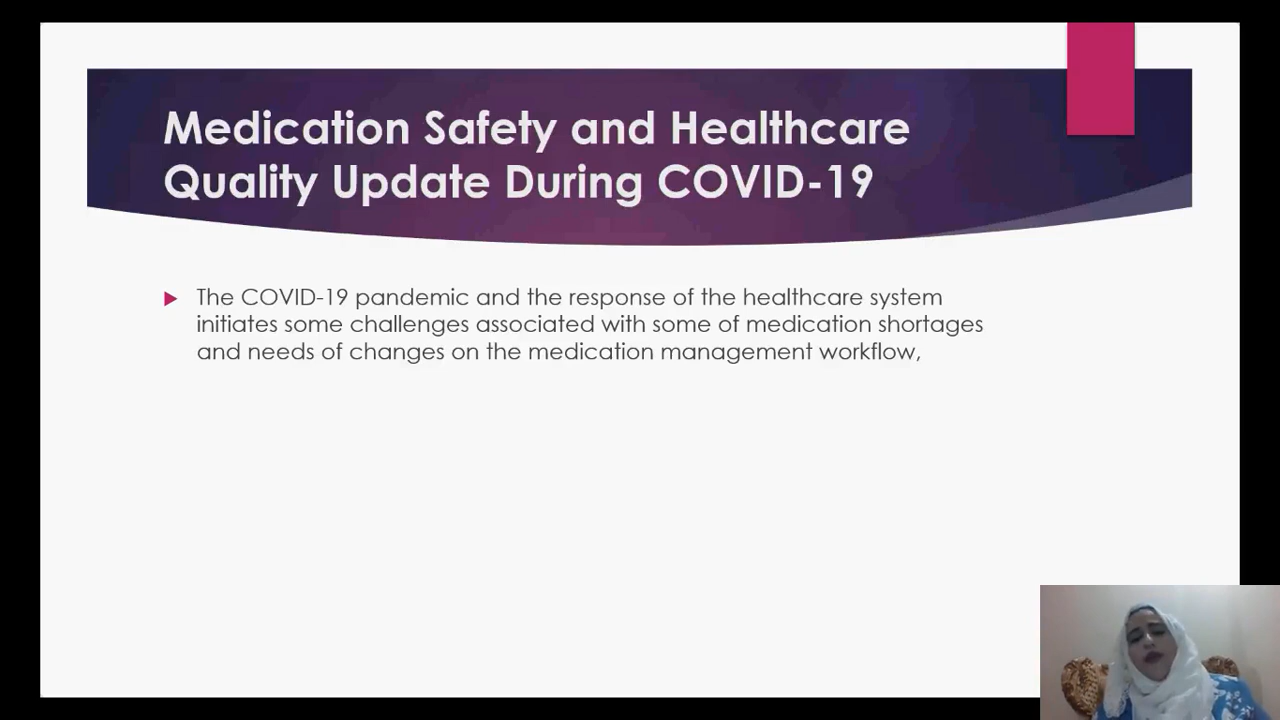 Medication Safety and Healthcare
Quality Update During COVID-19
The COVID-19 pandemic and the response of the healthcare system
initiates some challenges associated with some of medication shortages
and needs of changes on the medication management workflow,